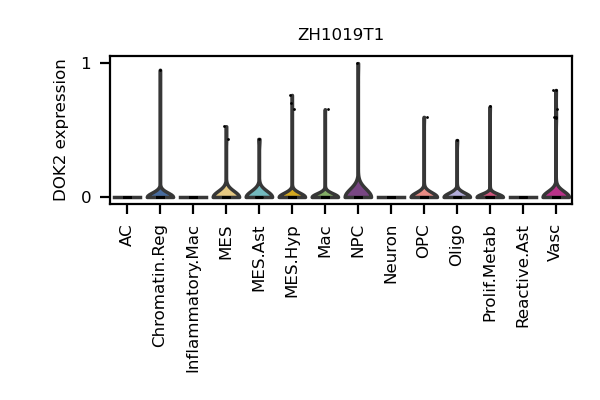 ZH1019T1
DOK2 expression
1
0
AC
Chromatin.Reg
Inflammatory.Mac
MES
MES.Ast
MES.Hyp
Mac
NPC
Neuron
OPC
Oligo
Prolif.Metab
Reactive.Ast
Vasc